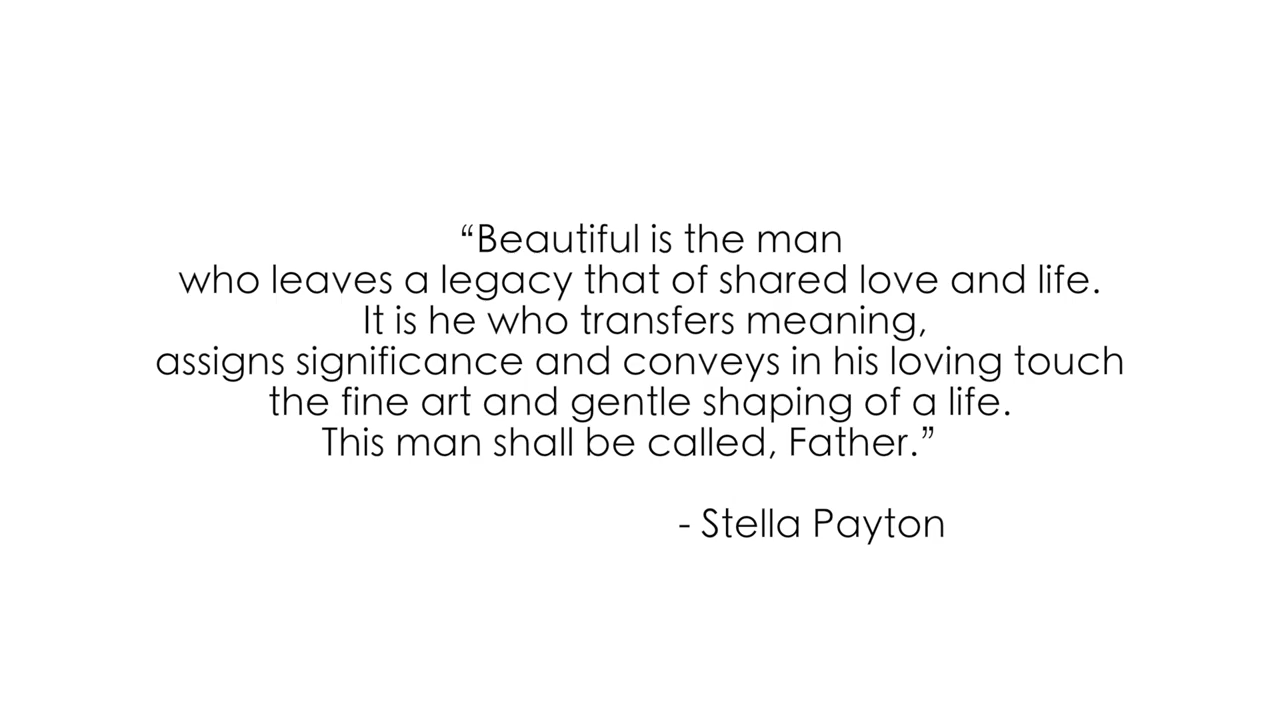 “Beautiful is the man
who leaves a legacy that of shared love and life.
It is he who transfers meaning,
assigns significance and conveys in his loving touch
the fine art and gentle shaping of a life.
This man shall be called, Father.”
- Stella Payton